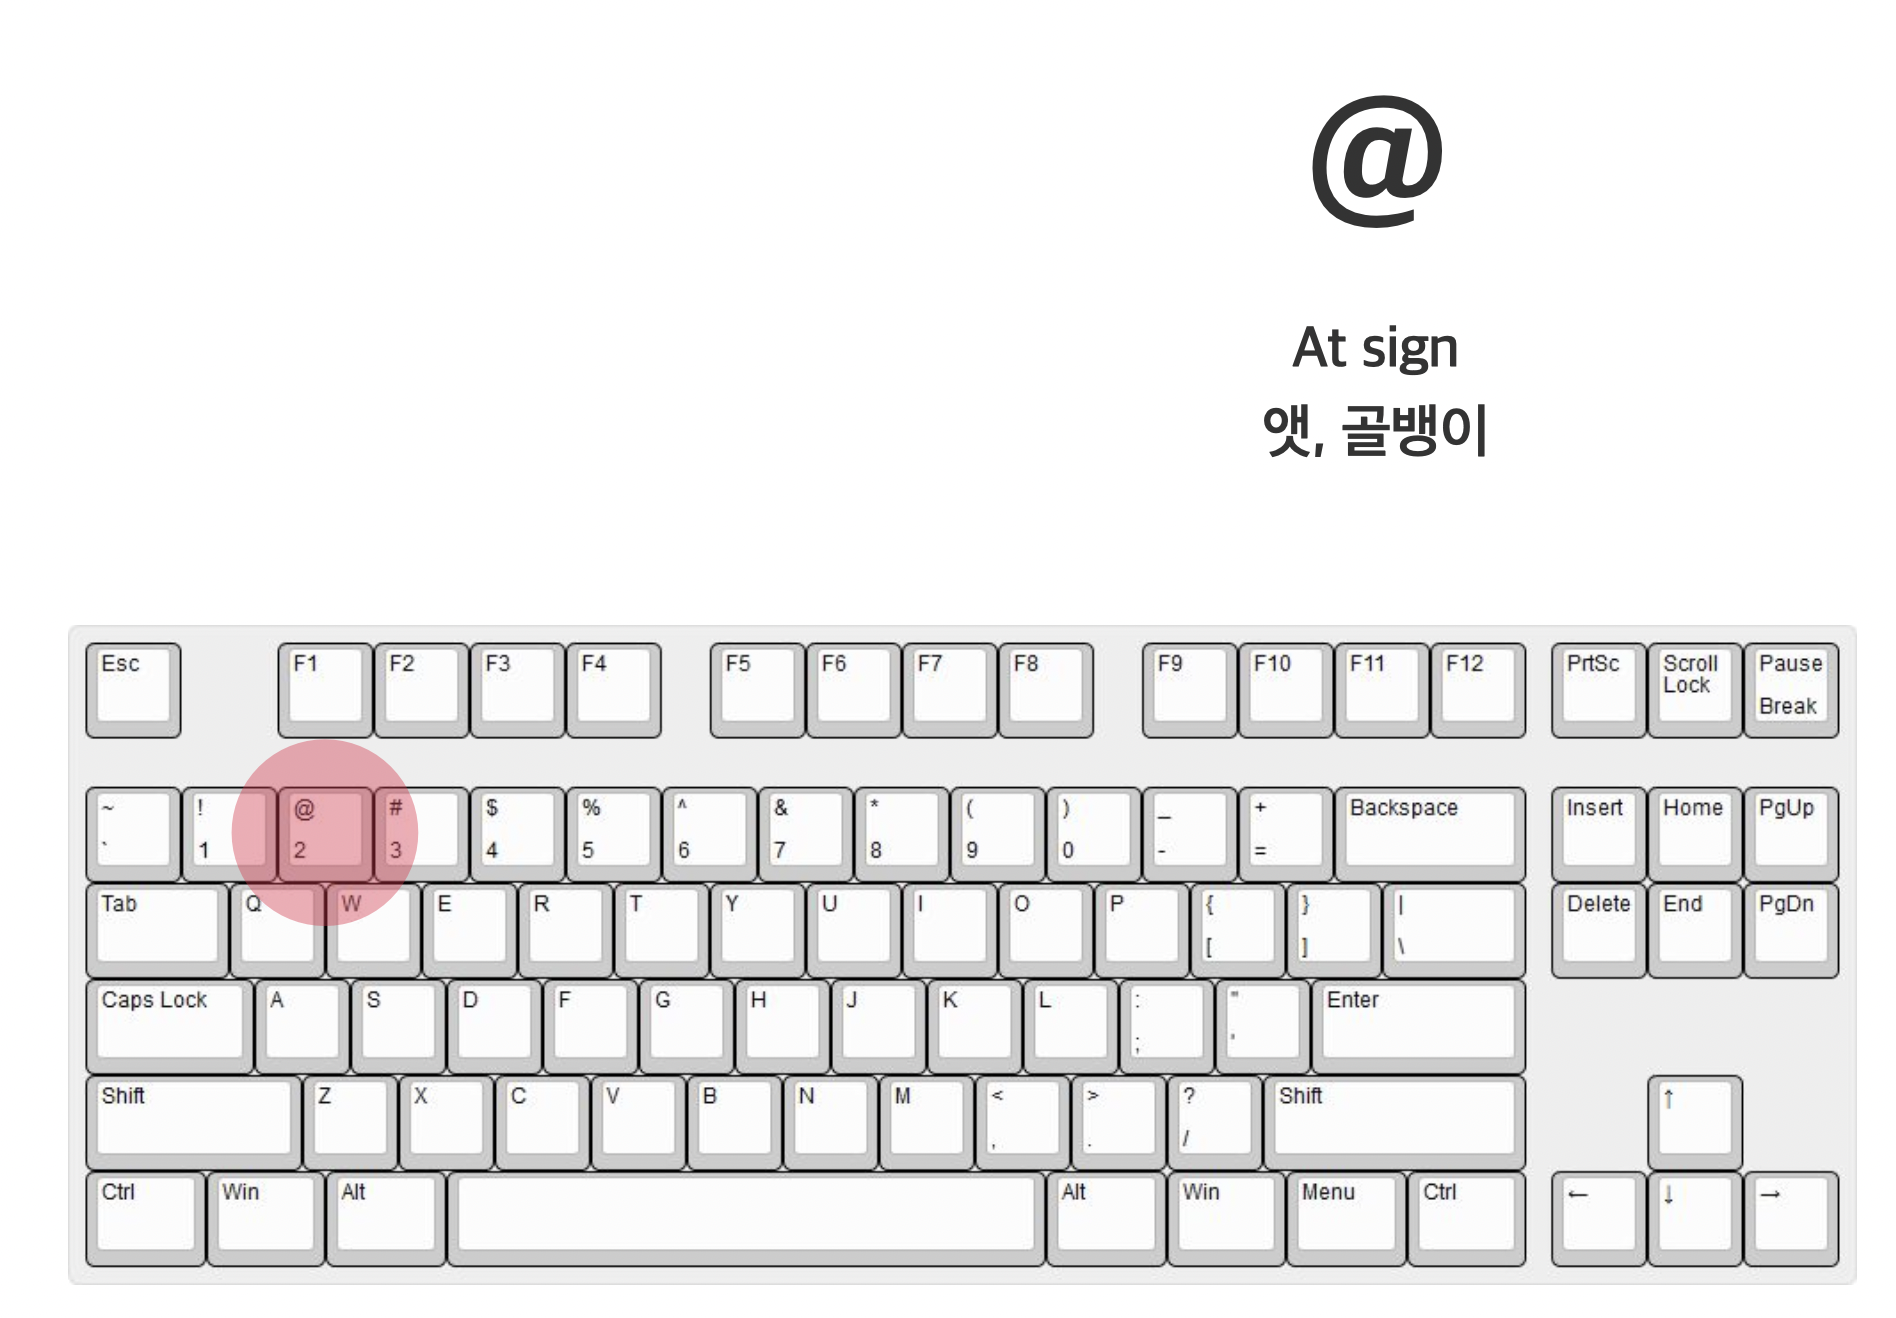 @
At sign
앳, 골뱅이
Esc F1 F2 F3 F4 F5 F6 F7 F8 F9 F10 F11 F12 PrtSc Scroll Lock Pause Break
~ ` ! 1 @ 2 # 3 $ 4 % 5 ^ 6 & 7 * 8 ( 9 ) 0 _ - + = Backspace Insert Home PgUp
Tab Q W E R T Y U I O P { [ } ] | \ Delete End PgDn
Caps Lock A S D F G H J K L : ; " ' Enter
Shift Z X C V B N M < , > . ? / Shift ↑
Ctrl Win Alt Alt Win Menu Ctrl ← ↓ →